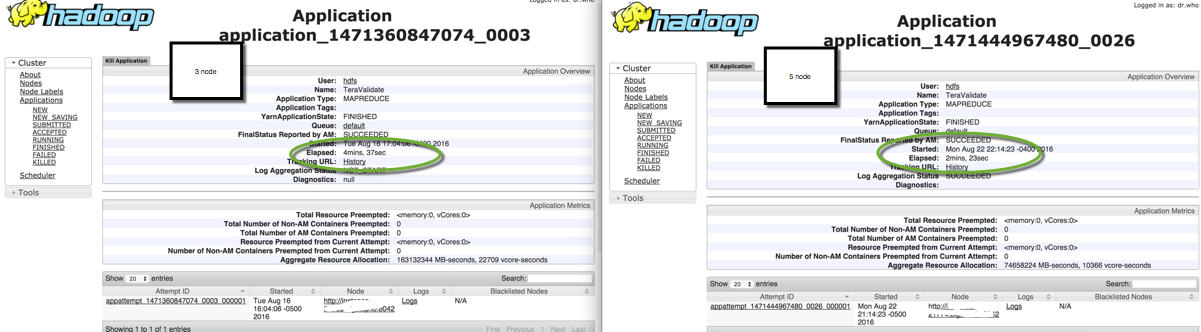 Logged in as: dr.who
hadoop
Application
application_1471360847074_0003
3 node
Cluster
About
Nodes
Node Labels
Applications
NEW
NEW_SAVING
SUBMITTED
ACCEPTED
RUNNING
FINISHED
FAILED
KILLED
Scheduler
Tools
Kill Application
Application Overview
User: hdfs
Name: TeraValidate
Application Type: MAPREDUCE
Application Tags:
YarnApplicationState: FINISHED
Queue: default
FinalStatus Reported by AM: SUCCEEDED
Started: Tue Aug 16 17:04:06 -0400 2016
Elapsed: 4mins, 37sec
Tracking URL: History
Log Aggregation Status NOT_START
Diagnostics: null
Application Metrics
Total Resource Preempted: <memory:0, vCores:0>
Total Number of Non-AM Containers Preempted: 0
Total Number of AM Containers Preempted: 0
Resource Preempted from Current Attempt: <memory:0, vCores:0>
Number of Non-AM Containers Preempted from Current Attempt: 0
Aggregate Resource Allocation: 163132344 MB-seconds, 22709 vcore-seconds
Show 20 entries Search:
Attempt ID Started Node Logs Blacklisted Nodes
appattempt_1471360847074_0003_000001 Tue Aug 16 Logs N/A
16:04:06 -0500
2016
Showing 1 to 1 of 1 entries First Previous 1 Next Last
Logged in as: dr.who
hadoop
Application
application_1471444967480_0026
5 node
Cluster
About
Nodes
Node Labels
Applications
NEW
NEW_SAVING
SUBMITTED
ACCEPTED
RUNNING
FINISHED
FAILED
KILLED
Scheduler
Tools
Kill Application
Application Overview
User: hdfs
Name: TeraValidate
Application Type: MAPREDUCE
Application Tags:
YarnApplicationState: FINISHED
Queue: default
FinalStatus Reported by AM: SUCCEEDED
Started: Mon Aug 22 22:14:23 -0400 2016
Elapsed: 2mins, 23sec
Tracking URL: History
Log Aggregation Status SUCCEEDED
Diagnostics:
Application Metrics
Total Resource Preempted: <memory:0, vCores:0>
Total Number of Non-AM Containers Preempted: 0
Total Number of AM Containers Preempted: 0
Resource Preempted from Current Attempt: <memory:0, vCores:0>
Number of Non-AM Containers Preempted from Current Attempt: 0
Aggregate Resource Allocation: 74658224 MB-seconds, 10366 vcore-seconds
Show 20 entries Search:
Attempt ID Started Node Logs Blacklisted Nodes
appattempt_1471444967480_0026_000001 Mon Aug 22 Logs N/A
21:14:23 -0500
2016